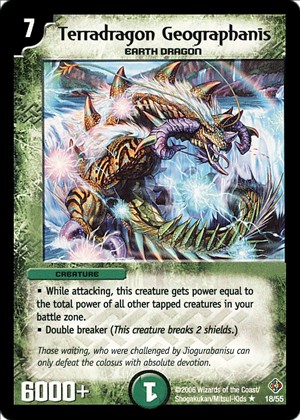 7
Terradragon Geographanis
EARTH DRAGON
CREATURE
• While attacking, this creature gets power equal to
the total power of all other tapped creatures in your
battle zone.
• Double breaker (This creature breaks 2 shields.)
Those waiting, who were challenged by Jiogurabanisu can
only defeat the colosus with absolute devotion.
6000+
1
©2006 Wizards of the Coast/
Shogakukan/Mitsui-Kids ★ 18/55